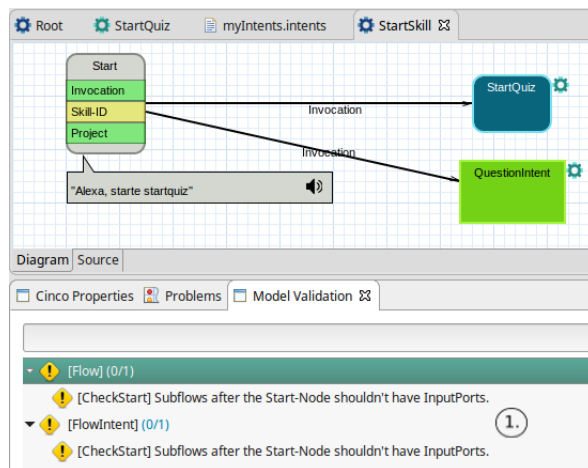 Root StartQuiz myIntents.intents StartSkill
Start
Invocation
Skill-ID
Project
StartQuiz
Invocation
Invocation
QuestionIntent
"Alexa, starte startquiz"
Diagram Source
Cinco Properties Problems Model Validation
[Flow] (0/1)
[CheckStart] Subflows after the Start-Node shouldn't have InputPorts.
[FlowIntent] (0/1)
1.
[CheckStart] Subflows after the Start-Node shouldn't have InputPorts.